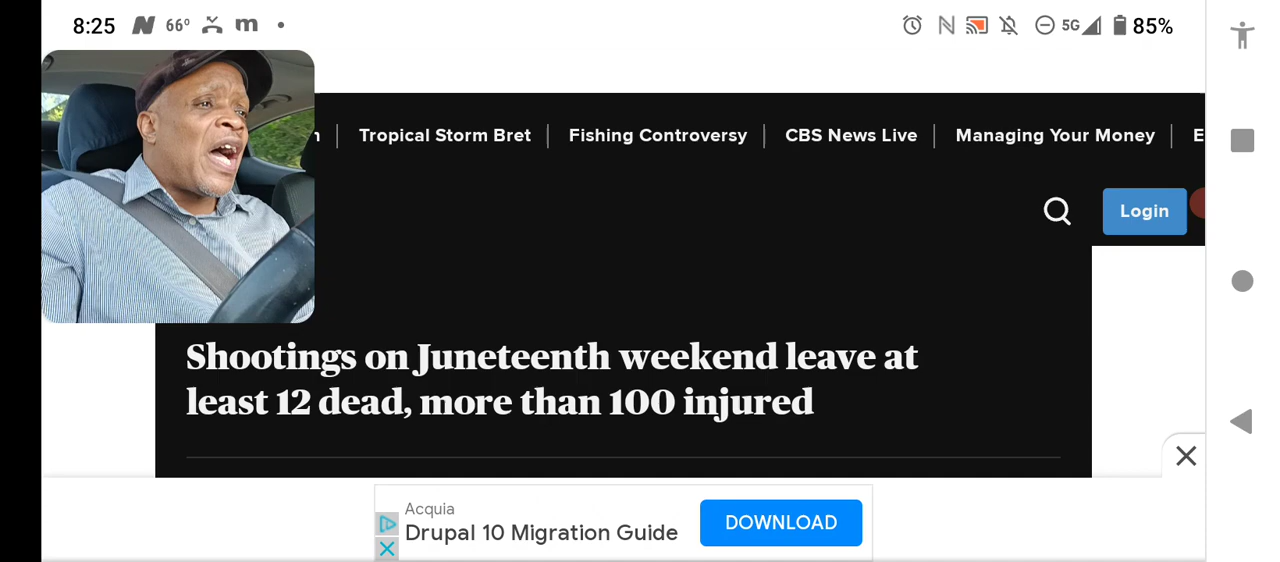 8:25 N 66° m 5G 85%
Tropical Storm Bret Fishing Controversy CBS News Live Managing Your Money E
Login
Shootings on Juneteenth weekend leave at
least 12 dead, more than 100 injured
Acquia
Drupal 10 Migration Guide
DOWNLOAD